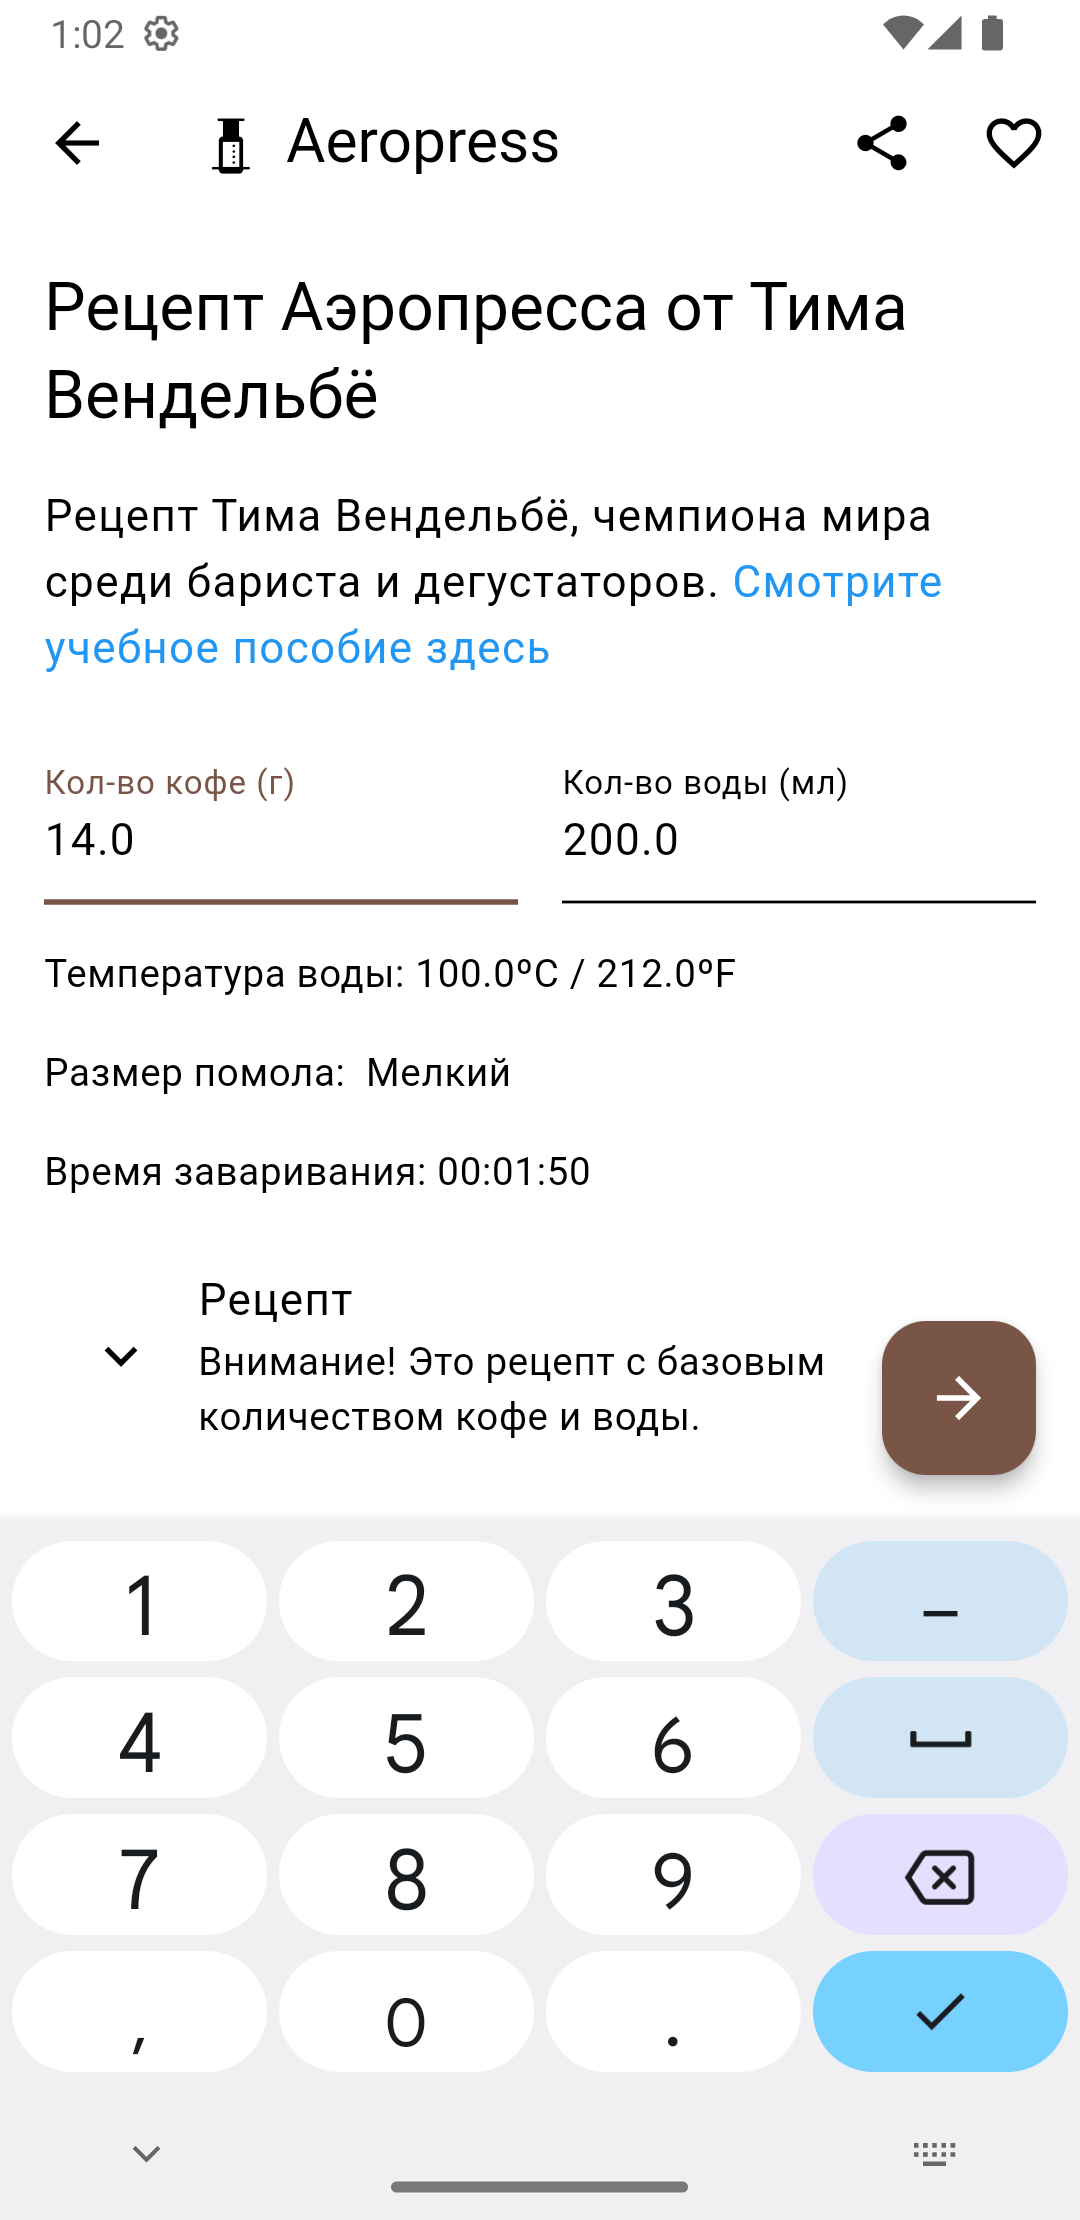 1:02
Aeropress
Рецепт Аэропресса от Тима
Вендельбё
Рецепт Тима Вендельбё, чемпиона мира
среди бариста и дегустаторов. Смотрите
учебное пособие здесь
Кол-во кофе (г)
14.0
Кол-во воды (мл)
200.0
Температура воды: 100.0ºC / 212.0ºF
Размер помола: Мелкий
Время заваривания: 00:01:50
Рецепт
Внимание! Это рецепт с базовым
количеством кофе и воды.
1 2 3 –
4 5 6
7 8 9
, 0 .